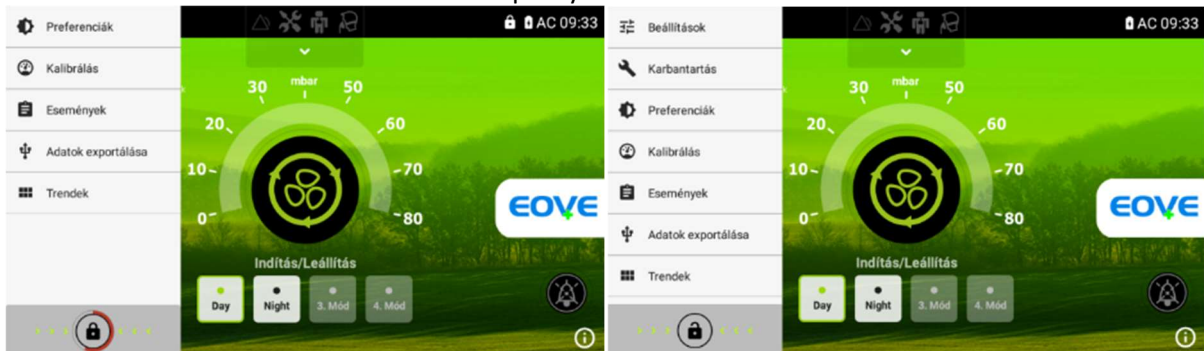 Preferenciák
Kalibrálás
Események
Adatok exportálása
Trendek
AC 09:33
mbar
0
10
20
30
50
60
70
80
EOVE
Indítás/Leállítás
Day
Night
3. Mód
4. Mód
Beállítások
Karbantartás
Preferenciák
Kalibrálás
Események
Adatok exportálása
Trendek
AC 09:33
mbar
0
10
20
30
50
60
70
80
EOVE
Indítás/Leállítás
Day
Night
3. Mód
4. Mód